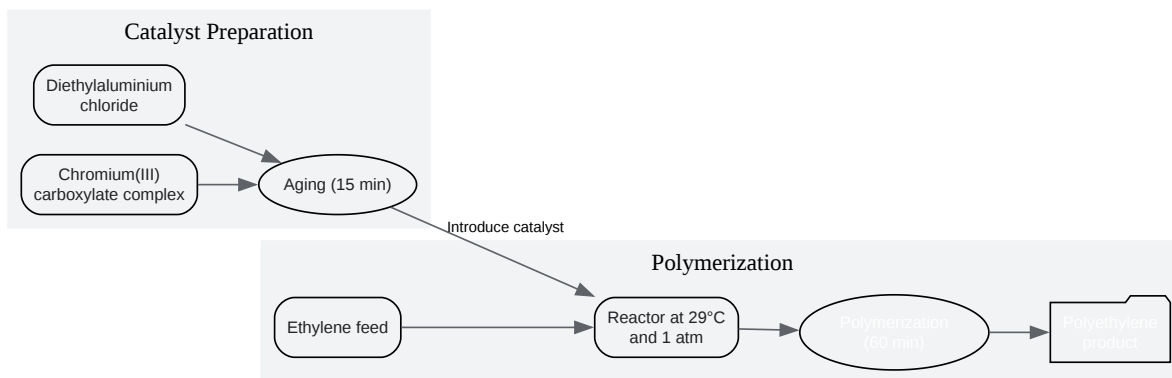 Catalyst Preparation
Diethylaluminium
chloride
Chromium(III)
carboxylate complex
Aging (15 min)
Introduce catalyst
Polymerization
Ethylene feed
Reactor at 29°C
and 1 atm
Polymerization
(60 min)
Polyethylene
product